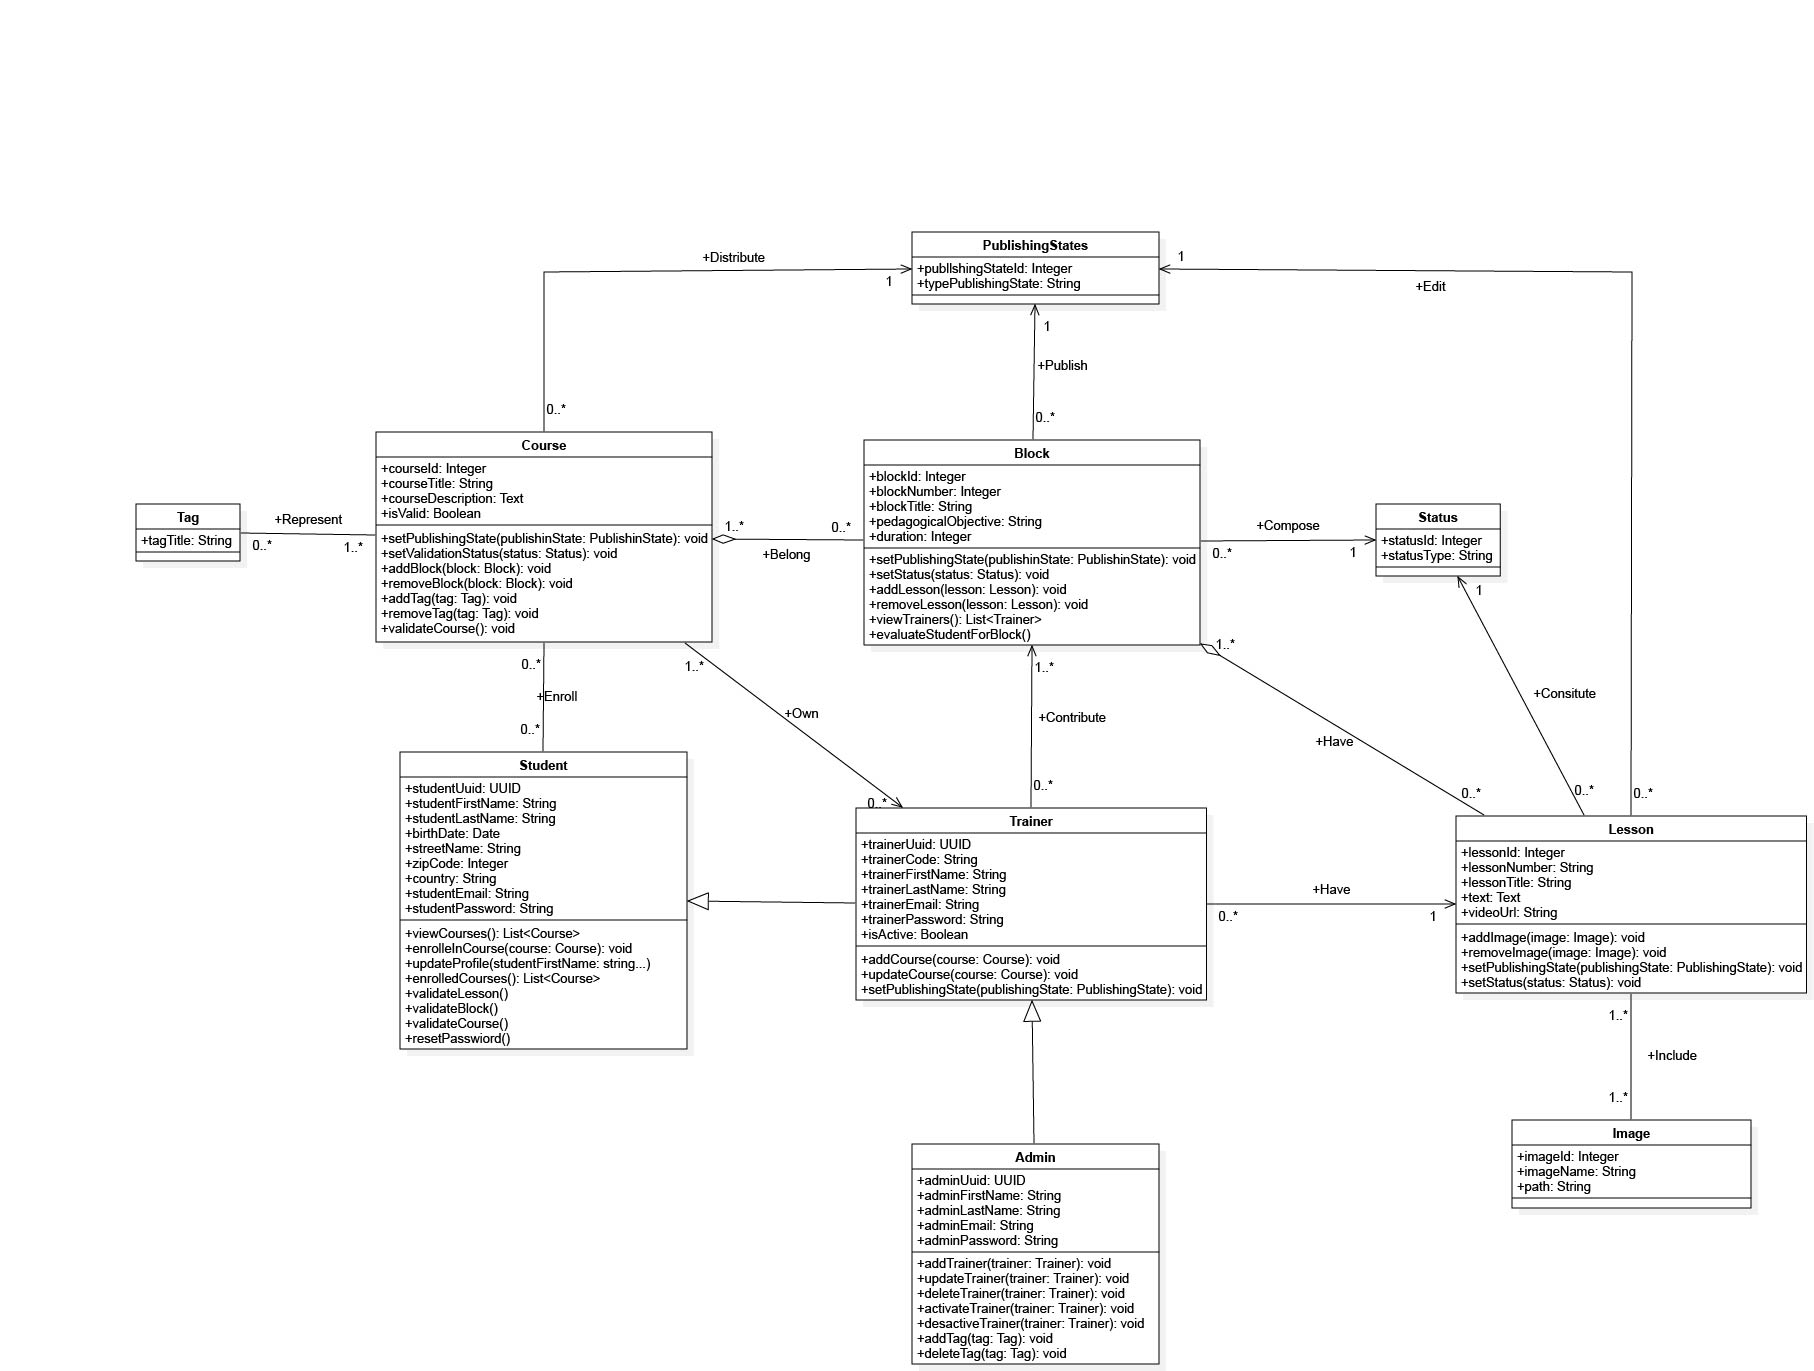 PublishingStates
+publIshingStateId: Integer
+typePublishingState: String
+Distribute
1
1
+Edit
1
+Publish
0..*
0..*
Course
+courseId: Integer
+courseTitle: String
+courseDescription: Text
+isValid: Boolean
+setPublishingState(publishinState: PublishinState): void
+setValidationStatus(status: Status): void
+addBlock(block: Block): void
+removeBlock(block: Block): void
+addTag(tag: Tag): void
+removeTag(tag: Tag): void
+validateCourse(): void
Tag
+tagTitle: String
+Represent
0..*
1..*
1..*
0..*
+Belong
Block
+blockId: Integer
+blockNumber: Integer
+blockTitle: String
+pedagogicalObjective: String
+duration: Integer
+setPublishingState(publishinState: PublishinState): void
+setStatus(status: Status): void
+addLesson(lesson: Lesson): void
+removeLesson(lesson: Lesson): void
+viewTrainers(): List<Trainer>
+evaluateStudentForBlock()
+Compose
0..*
1
Status
+statusId: Integer
+statusType: String
1
+Consitute
0..*
0..*
1..*
+Have
0..*
0..*
+Enroll
0..*
1..*
+Own
0..*
1..*
+Contribute
0..*
Student
+studentUuid: UUID
+studentFirstName: String
+studentLastName: String
+birthDate: Date
+streetName: String
+zipCode: Integer
+country: String
+studentEmail: String
+studentPassword: String
+viewCourses(): List<Course>
+enrolleInCourse(course: Course): void
+updateProfile(studentFirstName: string...)
+enrolledCourses(): List<Course>
+validateLesson()
+validateBlock()
+validateCourse()
+resetPasswiord()
Trainer
+trainerUuid: UUID
+trainerCode: String
+trainerFirstName: String
+trainerLastName: String
+trainerEmail: String
+trainerPassword: String
+isActive: Boolean
+addCourse(course: Course): void
+updateCourse(course: Course): void
+setPublishingState(publishingState: PublishingState): void
+Have
0..*
1
Lesson
+lessonId: Integer
+lessonNumber: String
+lessonTitle: String
+text: Text
+videoUrl: String
+addImage(image: Image): void
+removeImage(image: Image): void
+setPublishingState(publishingState: PublishingState): void
+setStatus(status: Status): void
1..*
+Include
1..*
Image
+imageId: Integer
+imageName: String
+path: String
Admin
+adminUuid: UUID
+adminFirstName: String
+adminLastName: String
+adminEmail: String
+adminPassword: String
+addTrainer(trainer: Trainer): void
+updateTrainer(trainer: Trainer): void
+deleteTrainer(trainer: Trainer): void
+activateTrainer(trainer: Trainer): void
+desactiveTrainer(trainer: Trainer): void
+addTag(tag: Tag): void
+deleteTag(tag: Tag): void